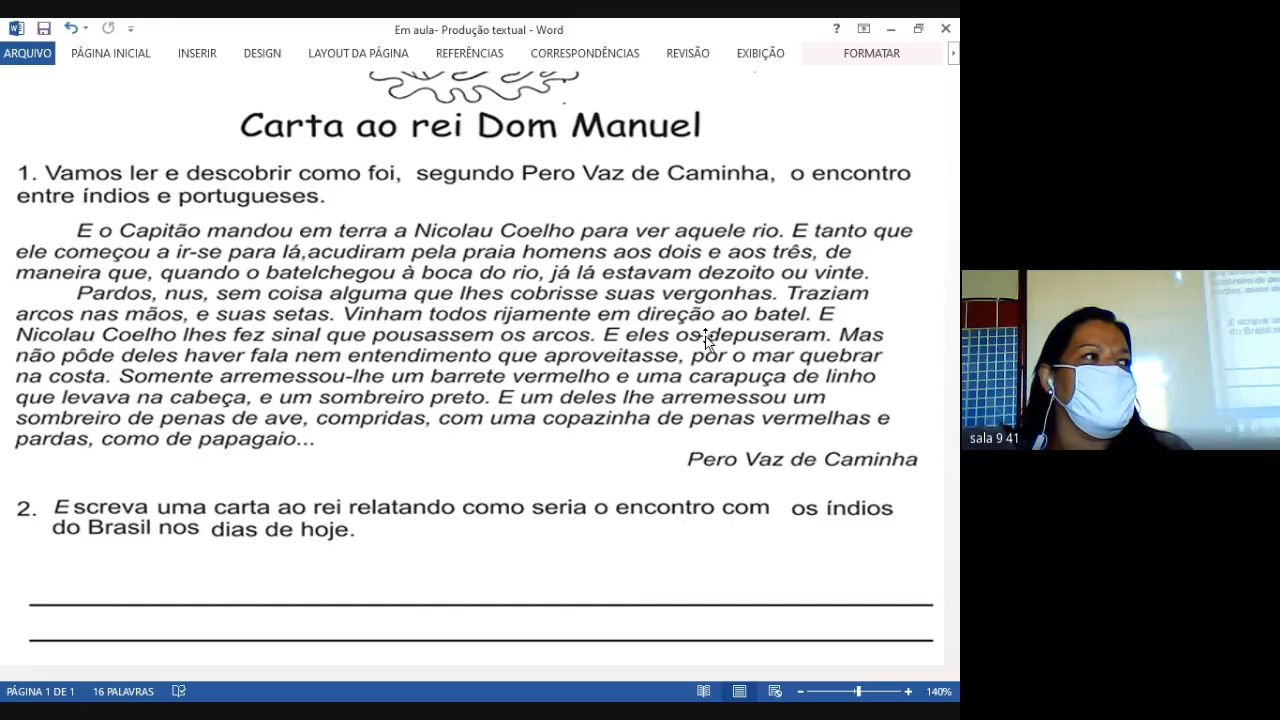 Em aula- Produção textual - Word
ARQUIVO PÁGINA INICIAL INSERIR DESIGN LAYOUT DA PÁGINA REFERÊNCIAS CORRESPONDÊNCIAS REVISÃO EXIBIÇÃO FORMATAR
Carta ao rei Dom Manuel
1. Vamos ler e descobrir como foi, segundo Pero Vaz de Caminha, o encontro
entre índios e portugueses.
E o Capitão mandou em terra a Nicolau Coelho para ver aquele rio. E tanto que
ele começou a ir-se para lá,acudiram pela praia homens aos dois e aos três, de
maneira que, quando o batelchegou à boca do rio, já lá estavam dezoito ou vinte.
Pardos, nus, sem coisa alguma que lhes cobrisse suas vergonhas. Traziam
arcos nas mãos, e suas setas. Vinham todos rijamente em direção ao batel. E
Nicolau Coelho lhes fez sinal que pousassem os arcos. E eles os depuseram. Mas
não pôde deles haver fala nem entendimento que aproveitasse, por o mar quebrar
na costa. Somente arremessou-lhe um barrete vermelho e uma carapuça de linho
que levava na cabeça, e um sombreiro preto. E um deles lhe arremessou um
sombreiro de penas de ave, compridas, com uma copazinha de penas vermelhas e
pardas, como de papagaio...
Pero Vaz de Caminha
2. Escreva uma carta ao rei relatando como seria o encontro com os índios
do Brasil nos dias de hoje.
sala 9 41
PÁGINA 1 DE 1 16 PALAVRAS 140%